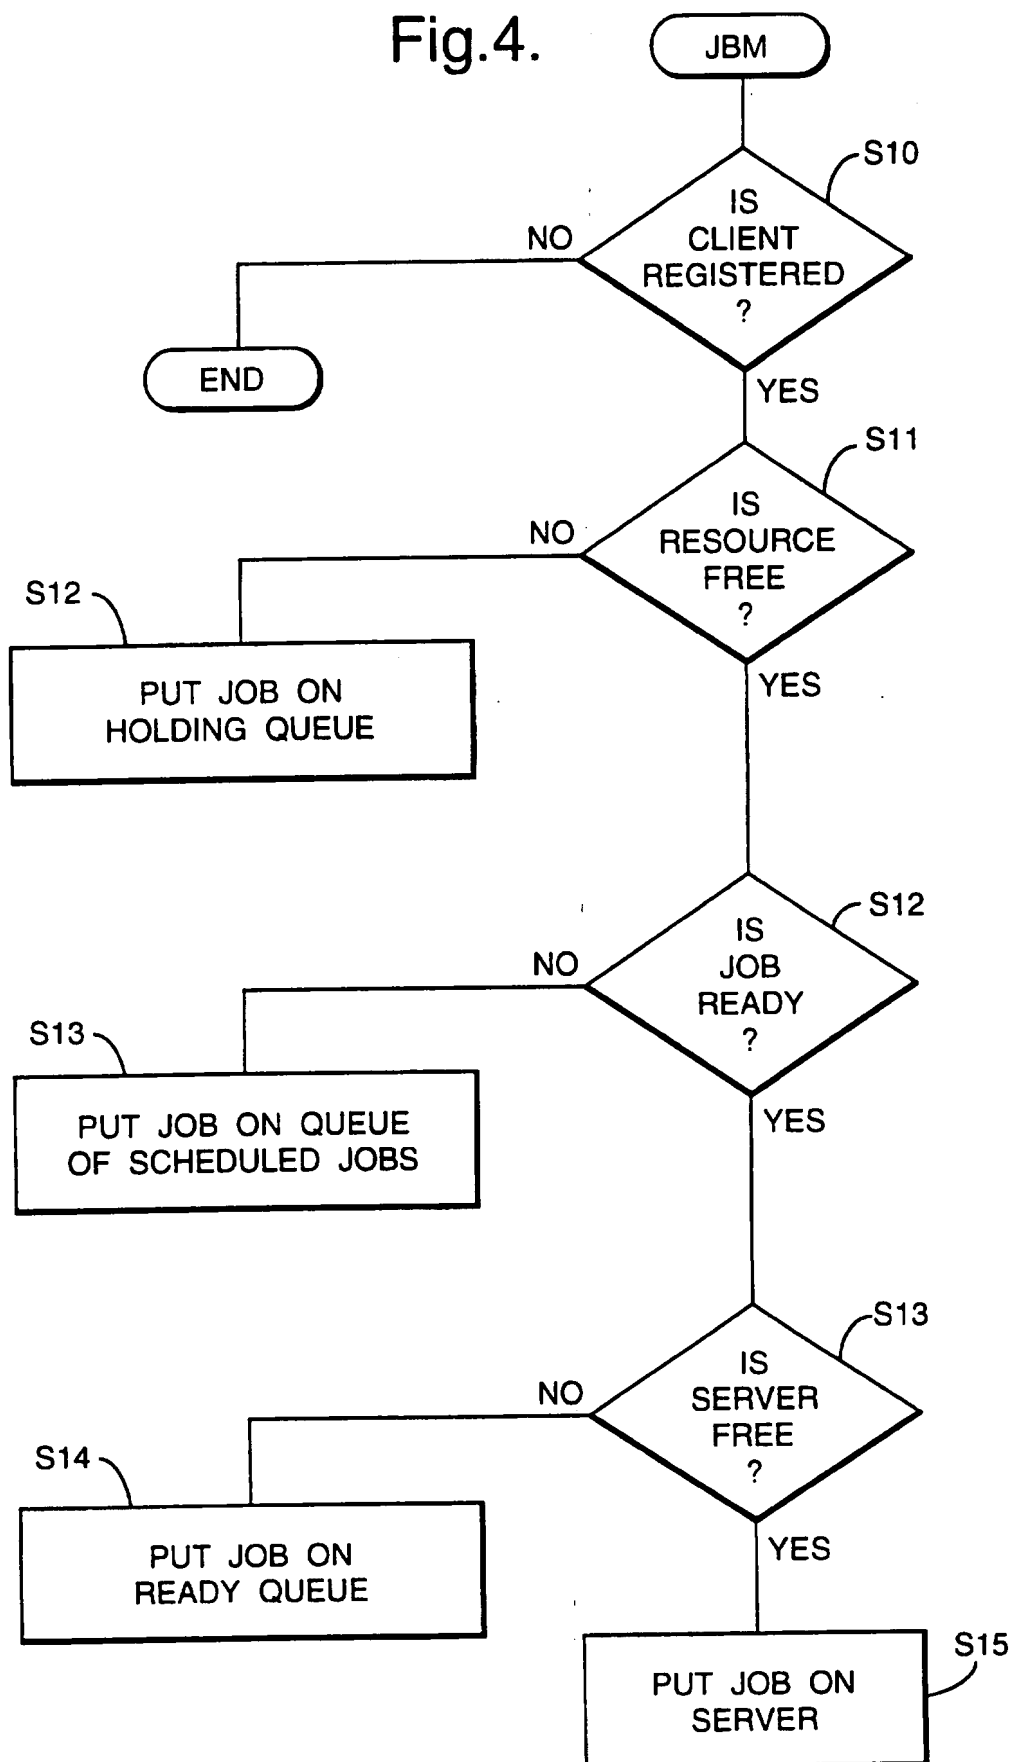 Fig.4.
JBM
S10
IS
CLIENT
REGISTERED
?
NO
END
YES
S11
IS
RESOURCE
FREE
?
NO
S12
PUT JOB ON
HOLDING QUEUE
YES
S12
IS
JOB
READY
?
NO
S13
PUT JOB ON QUEUE
OF SCHEDULED JOBS
YES
S13
IS
SERVER
FREE
?
NO
S14
PUT JOB ON
READY QUEUE
YES
S15
PUT JOB ON
SERVER